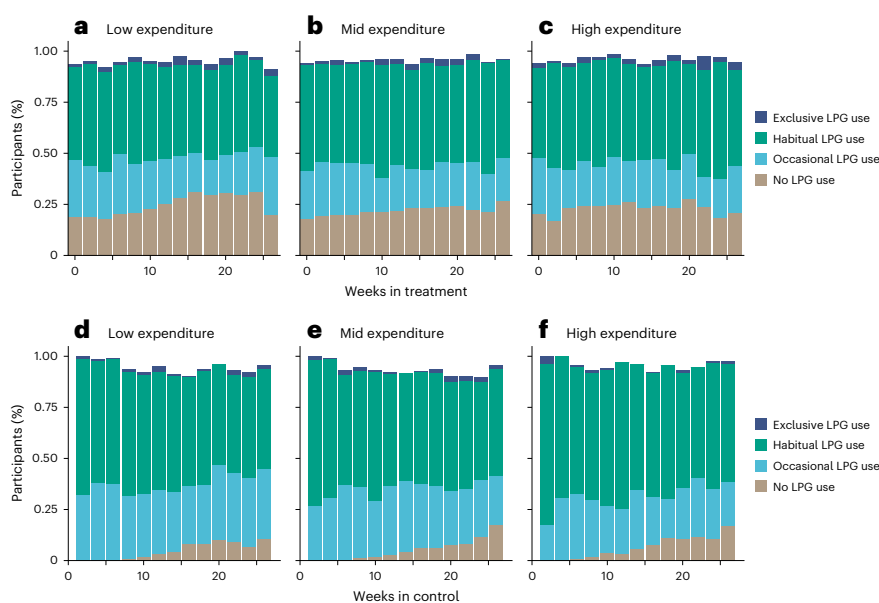 a Low expenditure b Mid expenditure c High expenditure
1.00
0.75
0.50
0.25
0
Participants (%)
0 10 20 0 10 20 0 10 20
Weeks in treatment
Exclusive LPG use
Habitual LPG use
Occasional LPG use
No LPG use
d Low expenditure e Mid expenditure f High expenditure
1.00
0.75
0.50
0.25
0
Participants (%)
0 10 20 0 10 20 0 10 20
Weeks in control
Exclusive LPG use
Habitual LPG use
Occasional LPG use
No LPG use